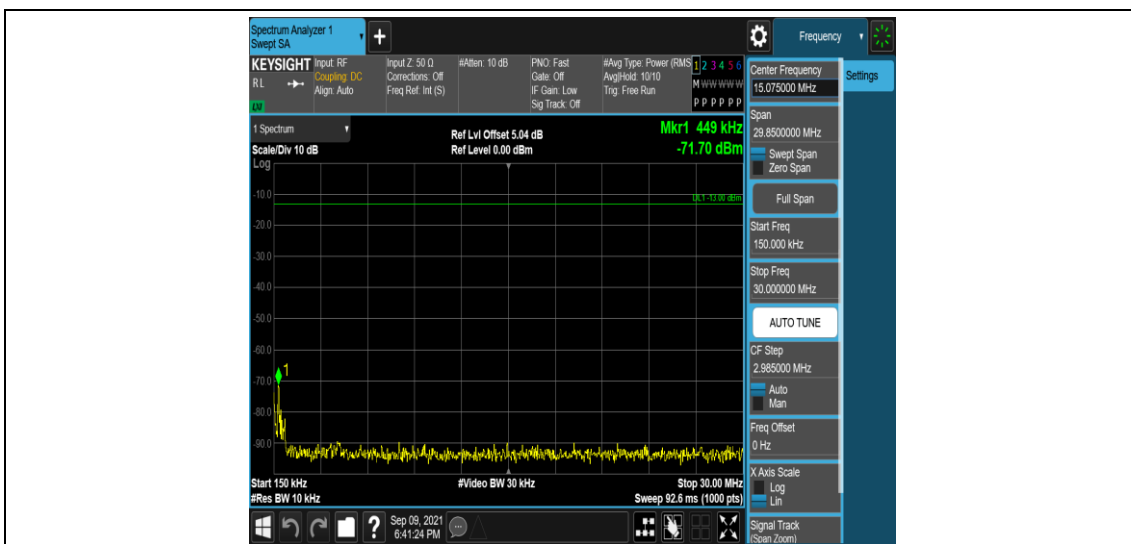 Spectrum Analyzer 1
Swept SA
+
Frequency
KEYSIGHT
RL
LXI
Input: RF
Coupling: DC
Align: Auto
Input Z: 50 Ω
Corrections: Off
Freq Ref: Int (S)
#Atten: 10 dB
PNO: Fast
Gate: Off
IF Gain: Low
Sig Track: Off
#Avg Type: Power (RMS
Avg|Hold: 10/10
Trig: Free Run
1 2 3 4 5 6
M W W W W W
P P P P P P
1 Spectrum
Scale/Div 10 dB
Log
Ref Lvl Offset 5.04 dB
Ref Level 0.00 dBm
Mkr1 449 kHz
-71.70 dBm
DL1 -13.00 dBm
-10.0
-20.0
-30.0
-40.0
-50.0
-60.0
-70.0
-80.0
-90.0
1
Start 150 kHz
#Res BW 10 kHz
#Video BW 30 kHz
Stop 30.00 MHz
Sweep 92.6 ms (1000 pts)
?
Sep 09, 2021
6:41:24 PM
Center Frequency
15.075000 MHz
Settings
Span
29.8500000 MHz
Swept Span
Zero Span
Full Span
Start Freq
150.000 kHz
Stop Freq
30.000000 MHz
AUTO TUNE
CF Step
2.985000 MHz
Auto
Man
Freq Offset
0 Hz
X Axis Scale
Log
Lin
Signal Track
(Span Zoom)